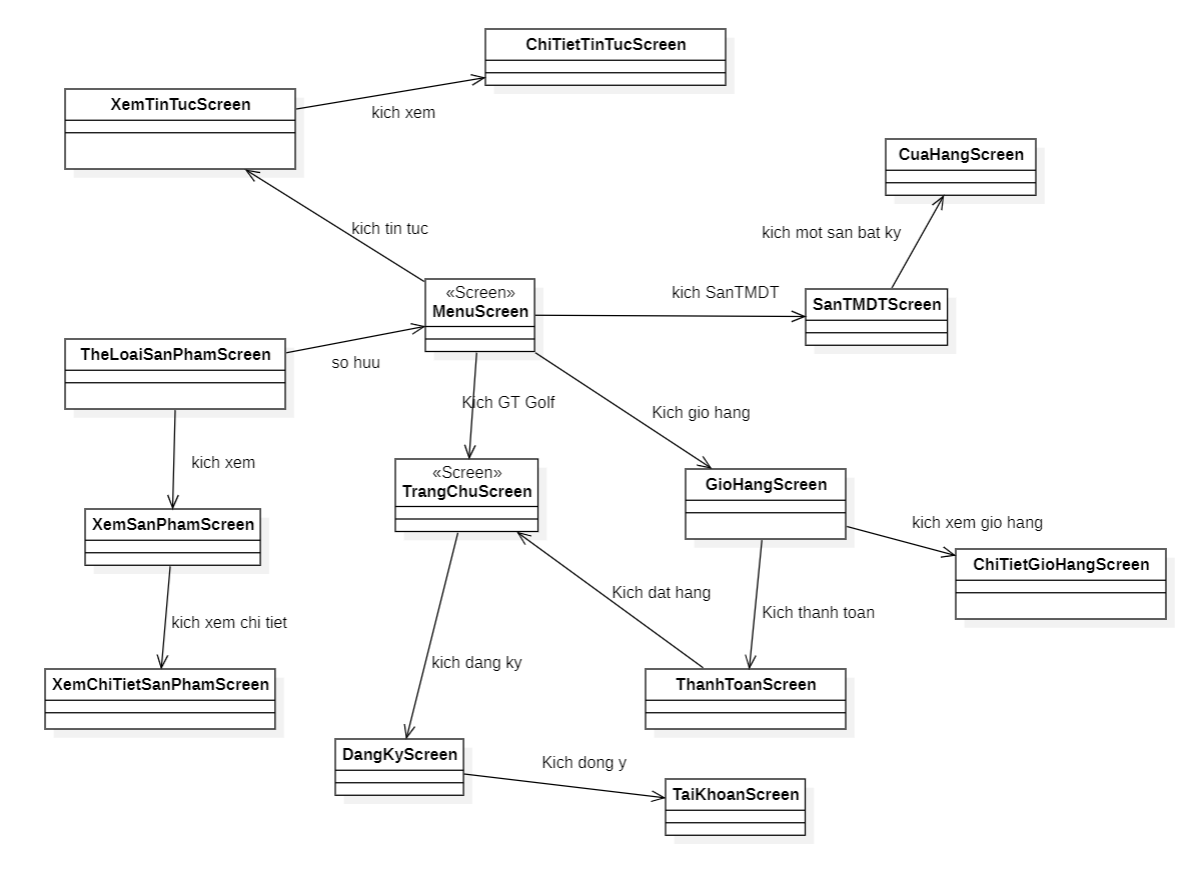 ChiTietTinTucScreen
XemTinTucScreen
kich xem
CuaHangScreen
kich tin tuc
kich mot san bat ky
«Screen»
MenuScreen
kich SanTMDT
SanTMDTScreen
TheLoaiSanPhamScreen
so huu
Kich GT Golf
Kich gio hang
kich xem
«Screen»
TrangChuScreen
GioHangScreen
XemSanPhamScreen
kich xem gio hang
ChiTietGioHangScreen
Kich dat hang
Kich thanh toan
kich xem chi tiet
kich dang ky
XemChiTietSanPhamScreen
ThanhToanScreen
DangKyScreen
Kich dong y
TaiKhoanScreen